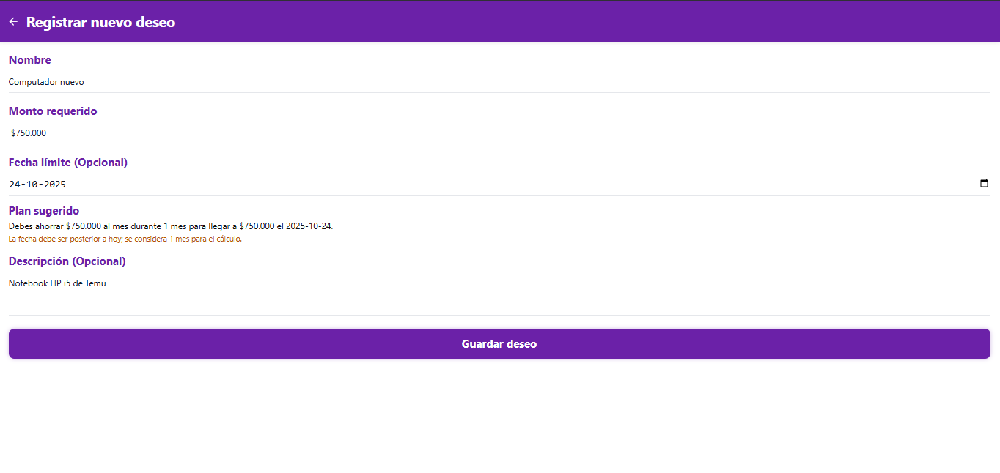 Registrar nuevo deseo
Nombre
Computador nuevo
Monto requerido
$750.000
Fecha límite (Opcional)
24-10-2025
Plan sugerido
Debes ahorrar $750.000 al mes durante 1 mes para llegar a $750.000 el 2025-10-24.
La fecha debe ser posterior a hoy; se considera 1 mes para el cálculo.
Descripción (Opcional)
Notebook HP i5 de Temu
Guardar deseo